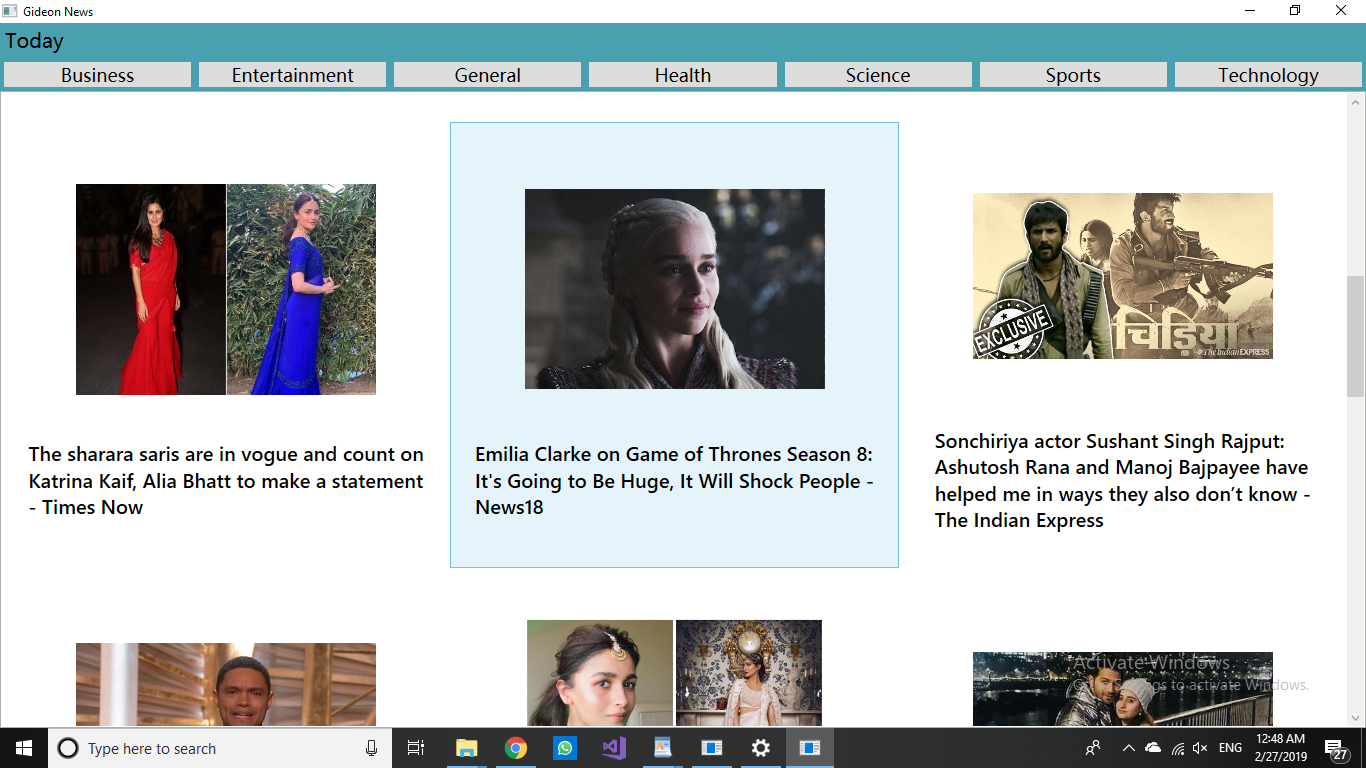 Gideon News
Today
Business
Entertainment
General
Health
Science
Sports
Technology
EXCLUSIVE
चिड़िया
The Indian EXPRESS
The sharara saris are in vogue and count on
Katrina Kaif, Alia Bhatt to make a statement
- Times Now
Emilia Clarke on Game of Thrones Season 8:
It's Going to Be Huge, It Will Shock People -
News18
Sonchiriya actor Sushant Singh Rajput:
Ashutosh Rana and Manoj Bajpayee have
helped me in ways they also don’t know -
The Indian Express
Activate Windows
to activate Windows.
Type here to search
ENG
12:48 AM
2/27/2019
27